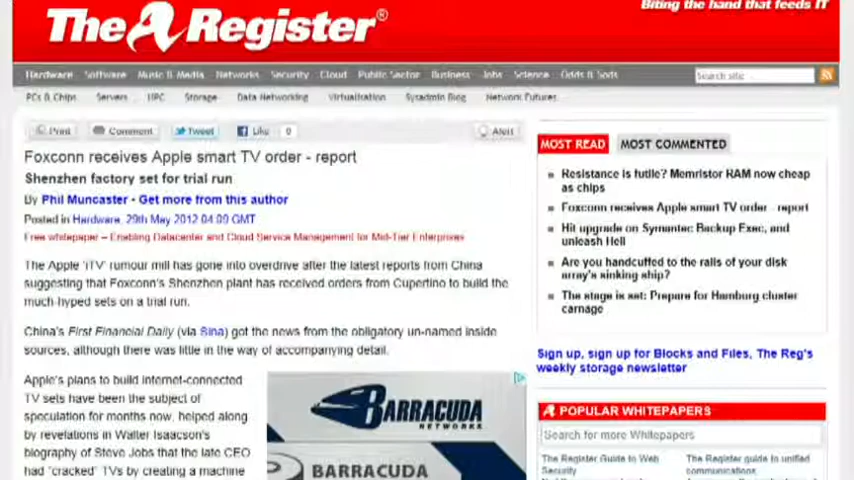 Biting the hand that feeds IT
The Register®
Hardware Software Music & Media Networks Security Cloud Public Sector Business Jobs Science Odds & Sods
Search site
PCs & Chips Servers HPC Storage Data Networking Virtualisation Sysadmin Blog Network Futures
Print Comment Tweet Like 0 Alert
Foxconn receives Apple smart TV order - report
Shenzhen factory set for trial run
By Phil Muncaster • Get more from this author
Posted in Hardware, 29th May 2012 04:09 GMT
Free whitepaper – Enabling Datacenter and Cloud Service Management for Mid-Tier Enterprises
The Apple 'iTV' rumour mill has gone into overdrive after the latest reports from China
suggesting that Foxconn's Shenzhen plant has received orders from Cupertino to build the
much-hyped sets on a trial run.
China's First Financial Daily (via Sina) got the news from the obligatory un-named inside
sources, although there was little in the way of accompanying detail.
Apple's plans to build internet-connected
TV sets have been the subject of
speculation for months now, helped along
by revelations in Walter Isaacson's
biography of Steve Jobs that the late CEO
had "cracked" TVs by creating a machine
BARRACUDA
NETWORKS
BARRACUDA
MOST READ MOST COMMENTED
Resistance is futile? Memristor RAM now cheap
as chips
Foxconn receives Apple smart TV order - report
Hit upgrade on Symantec Backup Exec, and
unleash Hell
Are you handcuffed to the rails of your disk
array's sinking ship?
The stage is set: Prepare for Hamburg cluster
carnage
Sign up, sign up for Blocks and Files, The Reg's
weekly storage newsletter
POPULAR WHITEPAPERS
Search for more Whitepapers
The Register Guide to Web
Security
The Register guide to unified
communications